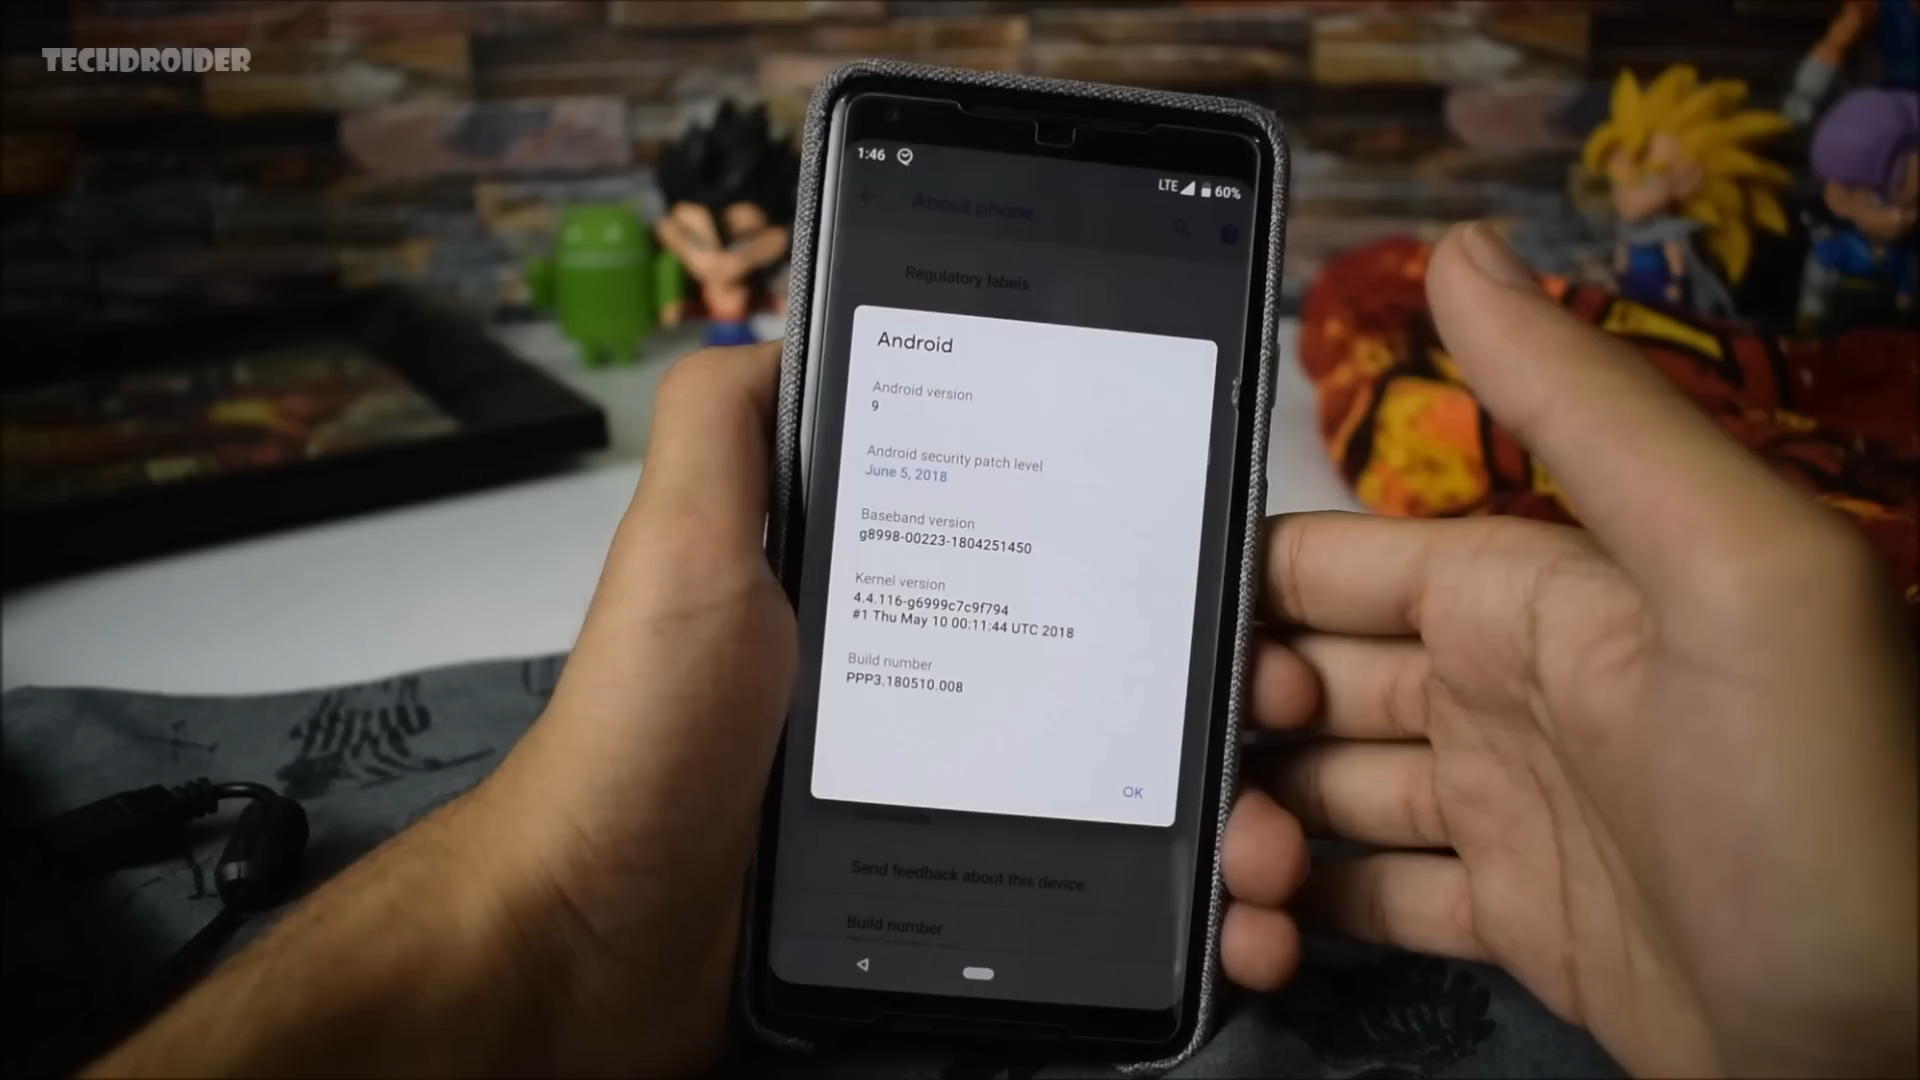 TECHDROIDER
1:46
LTE 60%
About phone
Regulatory labels
Android
Android version
9
Android security patch level
June 5, 2018
Baseband version
g8998-00223-1804251450
Kernel version
4.4.116-g6999c7c9f794
#1 Thu May 10 00:11:44 UTC 2018
Build number
PPP3.180510.008
OK
Send feedback about this device
Build number